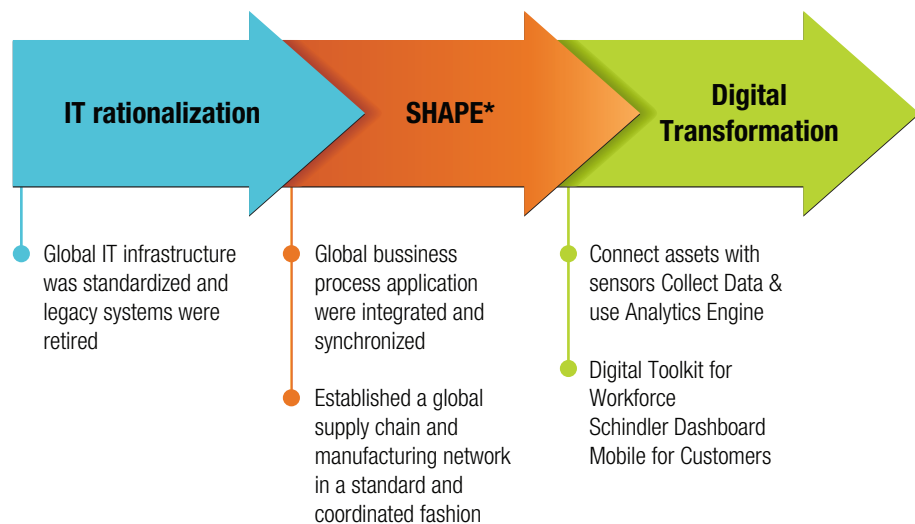 IT rationalization
SHAPE*
Digital
Transformation
Global IT infrastructure
was standardized and
legacy systems were
retired
Global bussiness
process application
were integrated and
synchronized
Established a global
supply chain and
manufacturing network
in a standard and
coordinated fashion
Connect assets with
sensors Collect Data &
use Analytics Engine
Digital Toolkit for
Workforce
Schindler Dashboard
Mobile for Customers